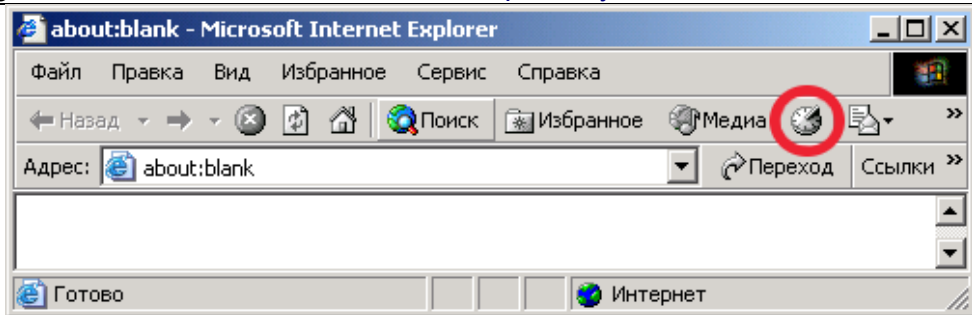 about:blank - Microsoft Internet Explorer
Файл Правка Вид Избранное Сервис Справка
Назад Поиск Избранное Медиа »
Адрес: about:blank Переход Ссылки »
Готово Интернет